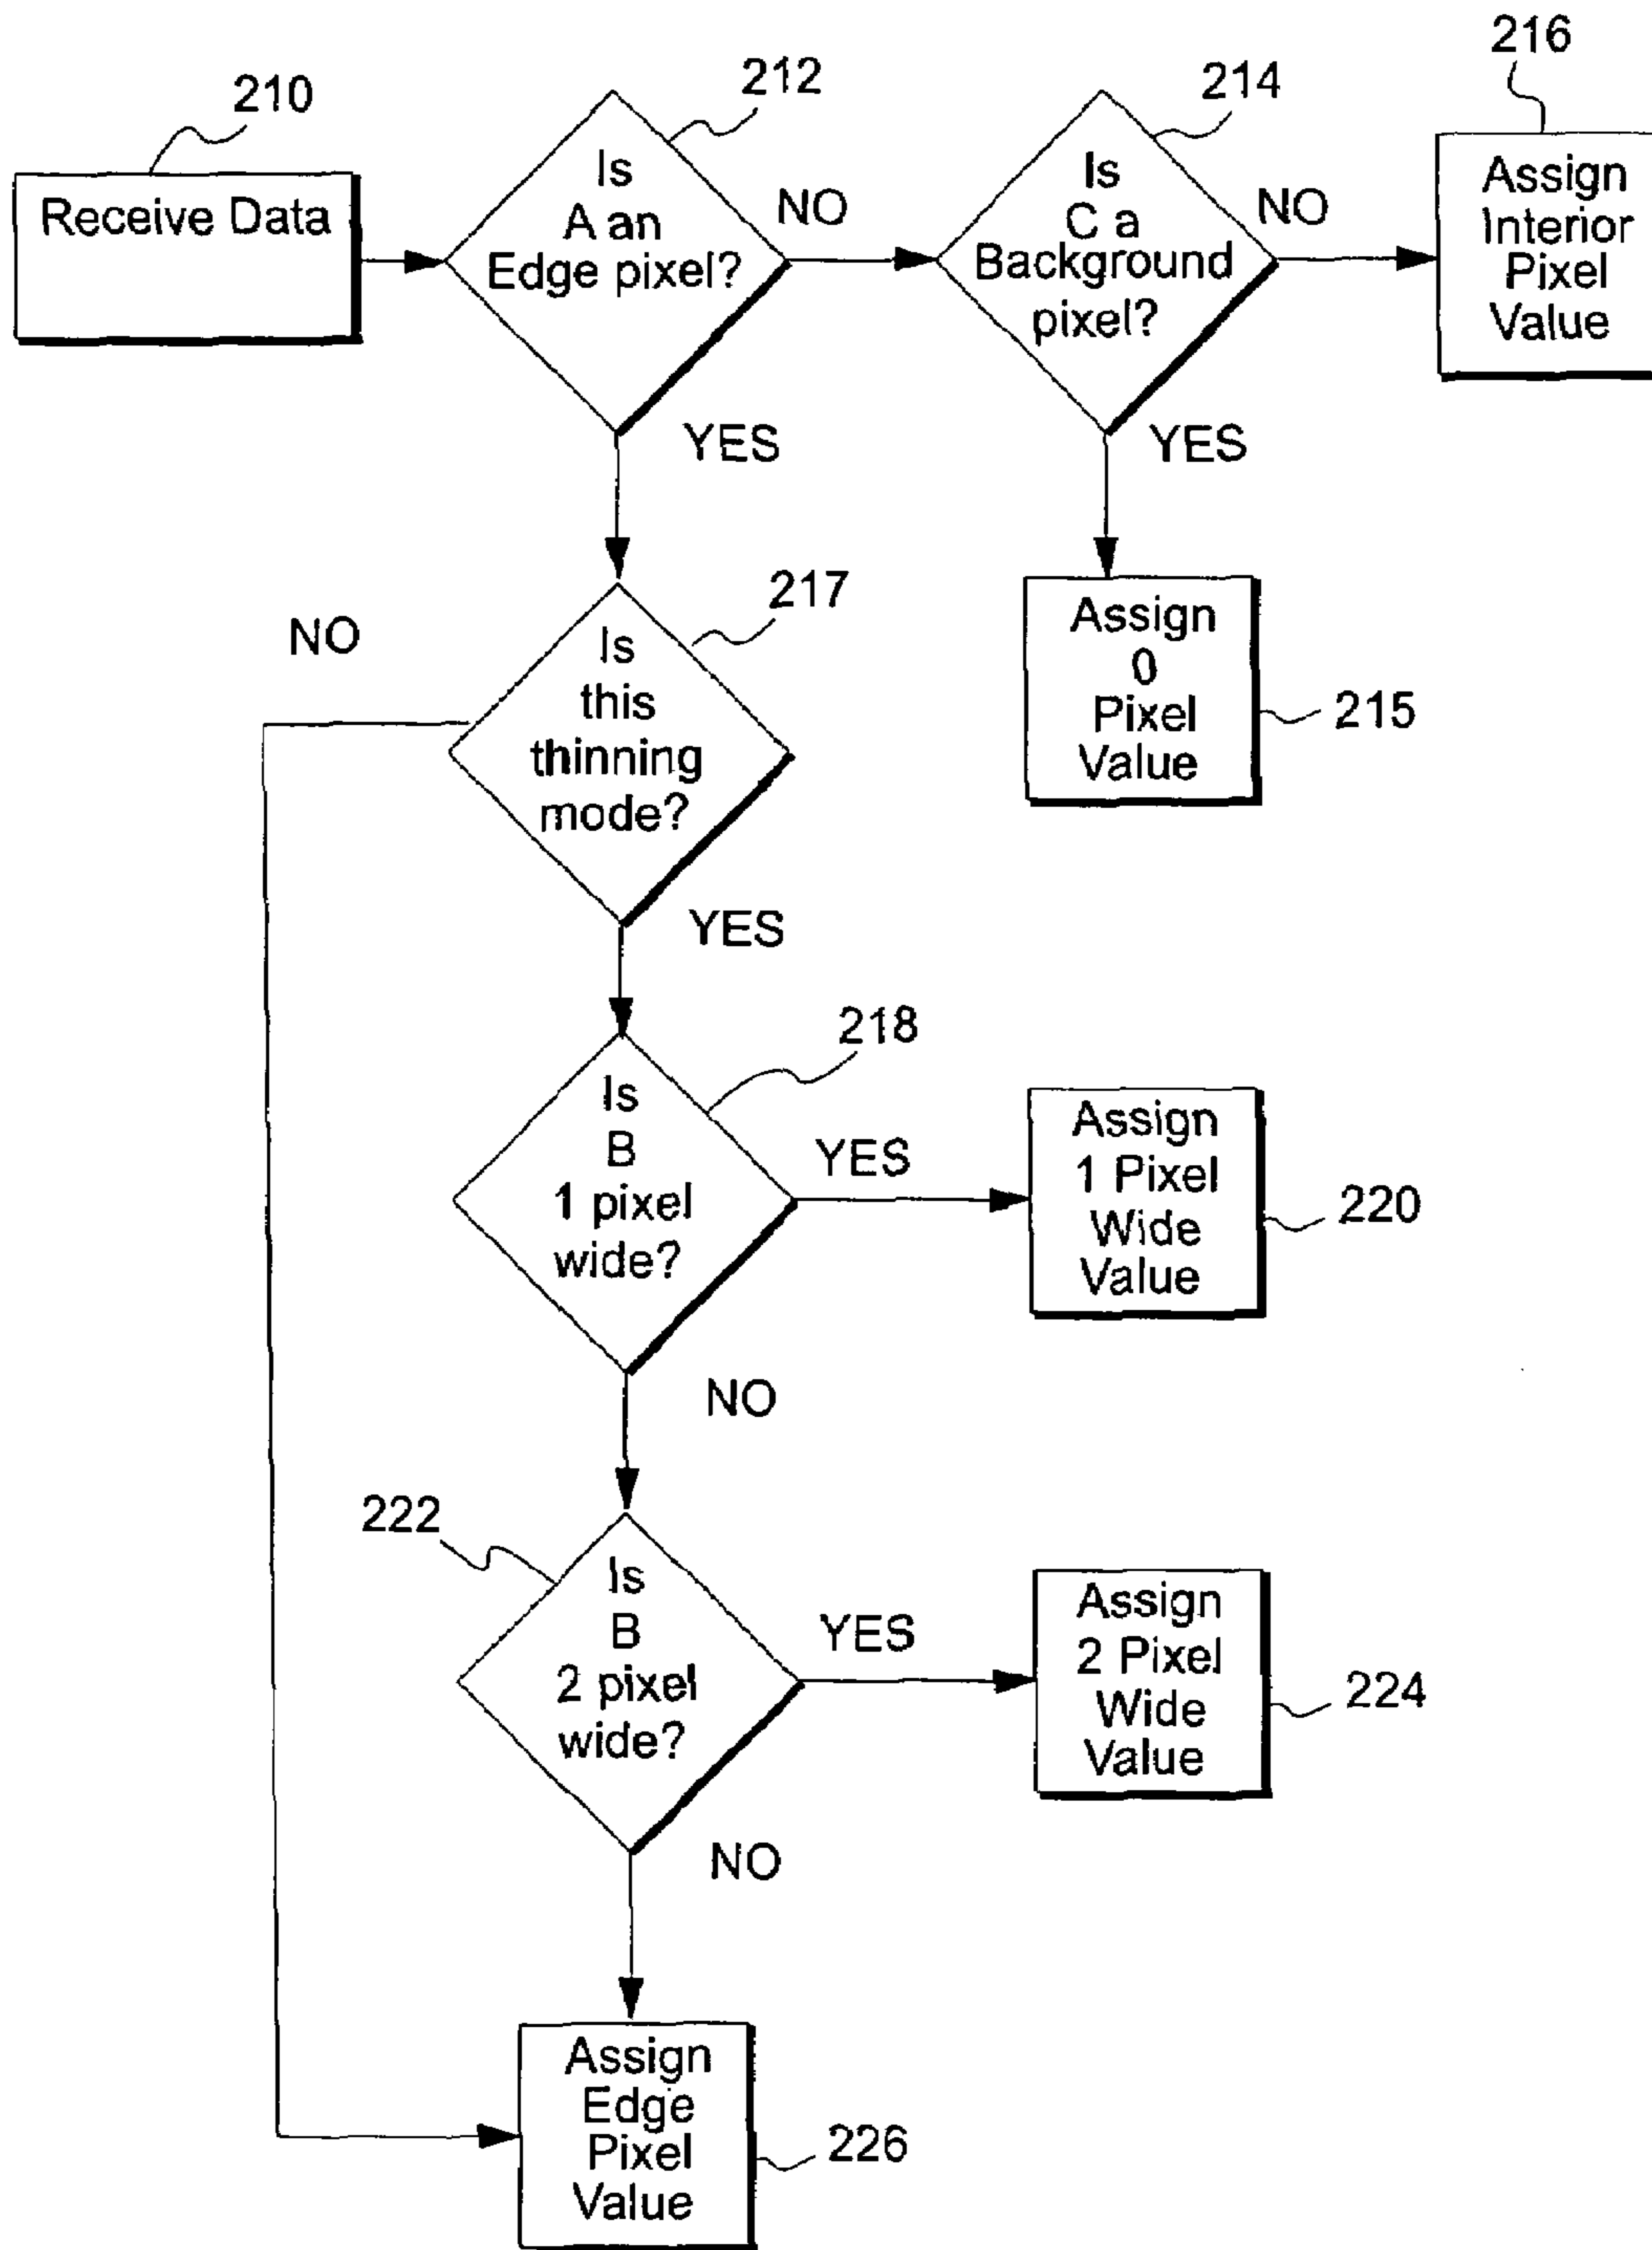 210
Receive Data
212
Is
A an
Edge pixel?
NO
YES
214
Is
C a
Background
pixel?
NO
YES
216
Assign
Interior
Pixel
Value
Assign
0
Pixel
Value
215
217
Is
this
thinning
mode?
NO
YES
218
Is
B
1 pixel
wide?
YES
NO
Assign
1 Pixel
Wide
Value
220
222
Is
B
2 pixel
wide?
YES
NO
Assign
2 Pixel
Wide
Value
224
Assign
Edge
Pixel
Value
226